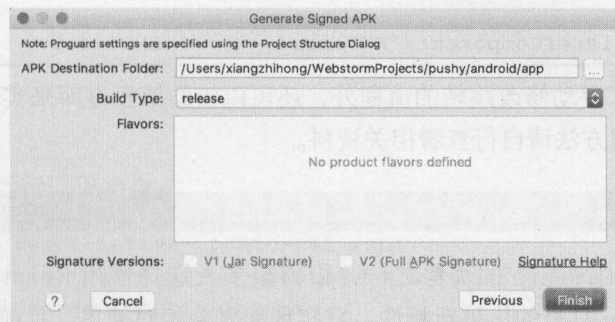 Generate Signed APK
Note: Proguard settings are specified using the Project Structure Dialog
APK Destination Folder: /Users/xiangzhihong/WebstormProjects/pushy/android/app ...
Build Type: release
Flavors:
No product flavors defined
Signature Versions: V1 (Jar Signature) V2 (Full APK Signature) Signature Help
? Cancel Previous Finish